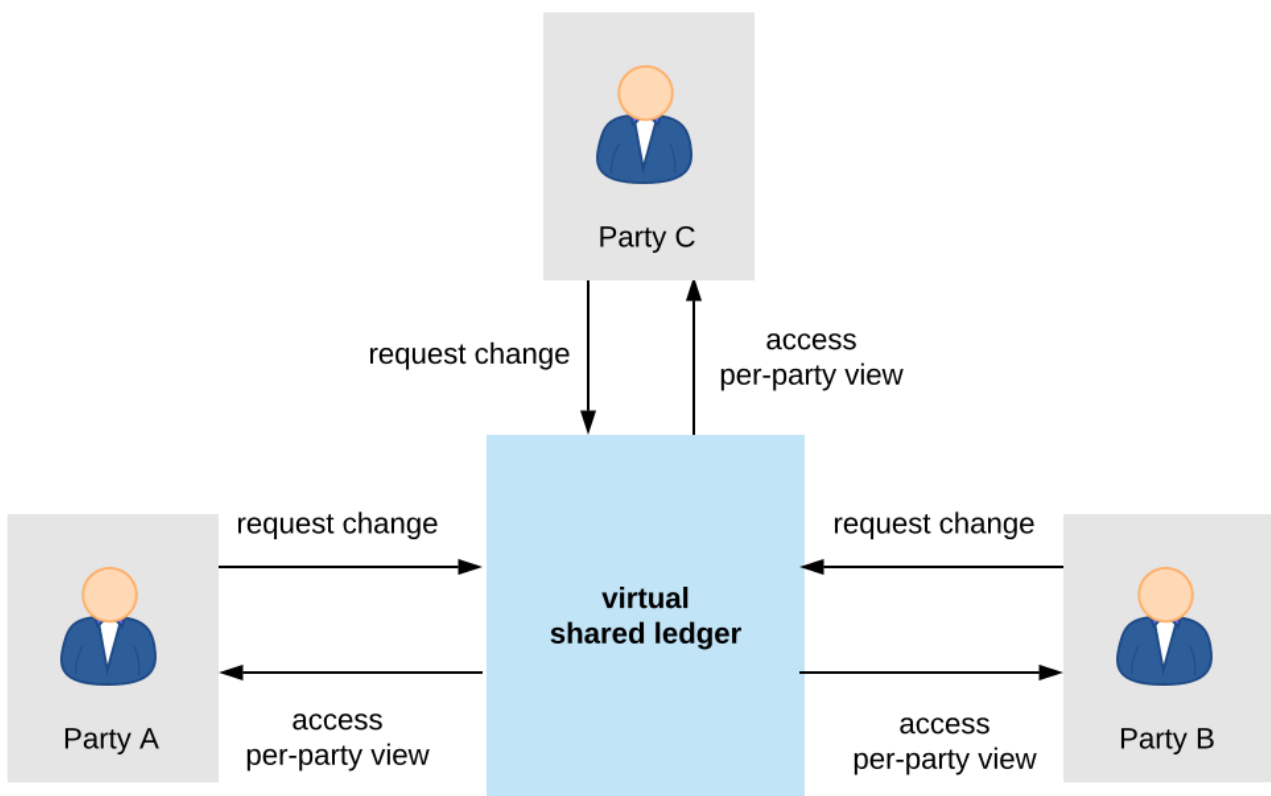 Party C
request change
access
per-party view
request change
request change
virtual
shared ledger
Party A
access
per-party view
access
per-party view
Party B